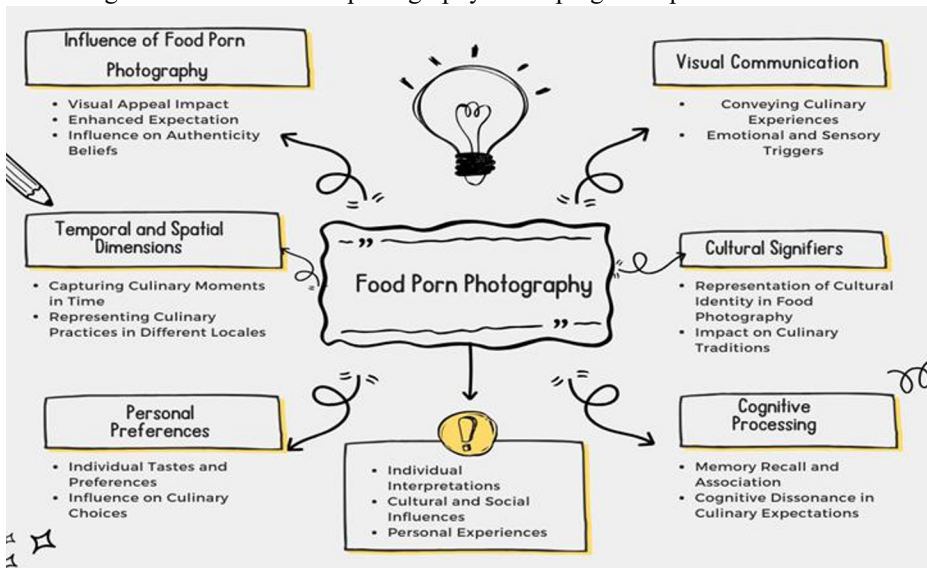 Influence of Food Porn
Photography
• Visual Appeal Impact
• Enhanced Expectation
• Influence on Authenticity
Beliefs
Visual Communication
• Conveying Culinary
Experiences
• Emotional and Sensory
Triggers
Temporal and Spatial
Dimensions
• Capturing Culinary Moments
in Time
• Representing Culinary
Practices in Different Locales
Food Porn Photography
Cultural Signifiers
• Representation of Cultural
Identity in Food
Photography
• Impact on Culinary
Traditions
Personal
Preferences
• Individual Tastes and
Preferences
• Influence on Culinary
Choices
• Individual
Interpretations
• Cultural and Social
Influences
• Personal Experiences
Cognitive
Processing
• Memory Recall and
Association
• Cognitive Dissonance in
Culinary Expectations